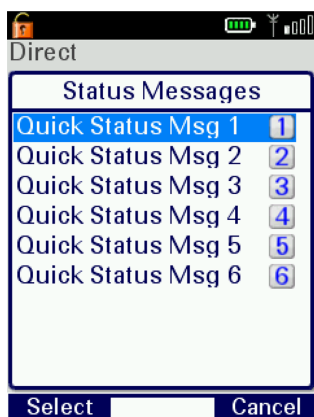 Direct
Status Messages
Quick Status Msg 1 1
Quick Status Msg 2 2
Quick Status Msg 3 3
Quick Status Msg 4 4
Quick Status Msg 5 5
Quick Status Msg 6 6
Select Cancel